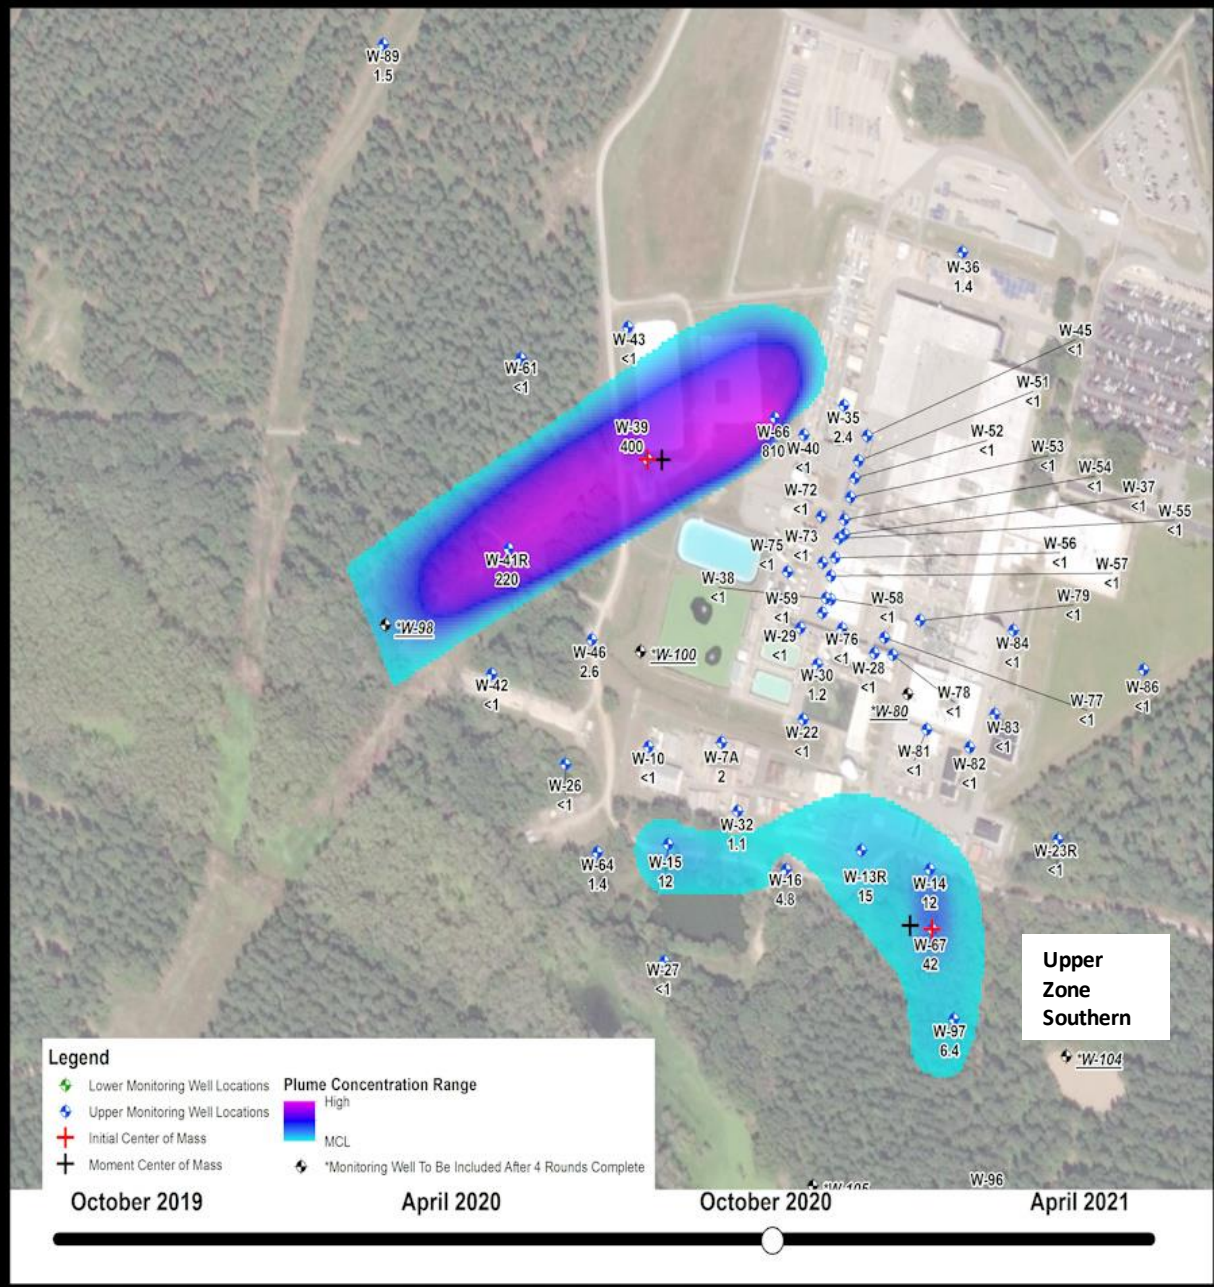 W-89
1.5
W-36
1.4
W-43
<1
W-45
<1
W-61
<1
W-51
<1
W-35
2.4
W-39
400
W-66
810
W-40
<1
W-52
<1
W-53
<1
W-54
<1
W-37
<1
W-55
<1
W-72
<1
W-73
<1
W-75
<1
W-56
<1
W-57
<1
W-41R
220
W-38
<1
W-59
<1
W-58
<1
W-79
<1
*W-98
W-29
<1
W-76
<1
W-84
<1
W-46
2.6
*W-100
W-28
<1
W-30
1.2
W-42
<1
W-78
<1
W-77
<1
W-86
<1
*W-80
W-22
<1
W-83
<1
W-10
<1
W-7A
2
W-81
<1
W-82
<1
W-26
<1
W-32
1.1
W-64
1.4
W-15
12
W-16
4.8
W-13R
15
W-14
12
W-23R
<1
W-67
42
W-27
<1
Upper
Zone
Southern
W-97
6.4
*W-104
Legend
Lower Monitoring Well Locations
Upper Monitoring Well Locations
Initial Center of Mass
Moment Center of Mass
Plume Concentration Range
High
MCL
*Monitoring Well To Be Included After 4 Rounds Complete
*W-105
W-96
October 2019
April 2020
October 2020
April 2021